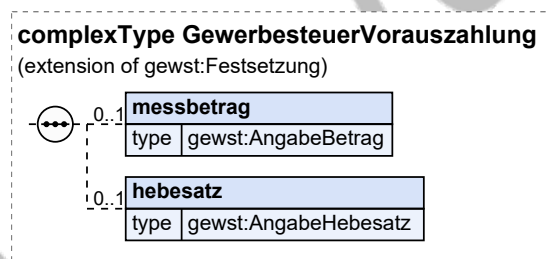 complexType GewerbesteuerVorauszahlung
(extension of gewst:Festsetzung)
0..1 messbetrag
type gewst:AngabeBetrag
0..1 hebesatz
type gewst:AngabeHebesatz